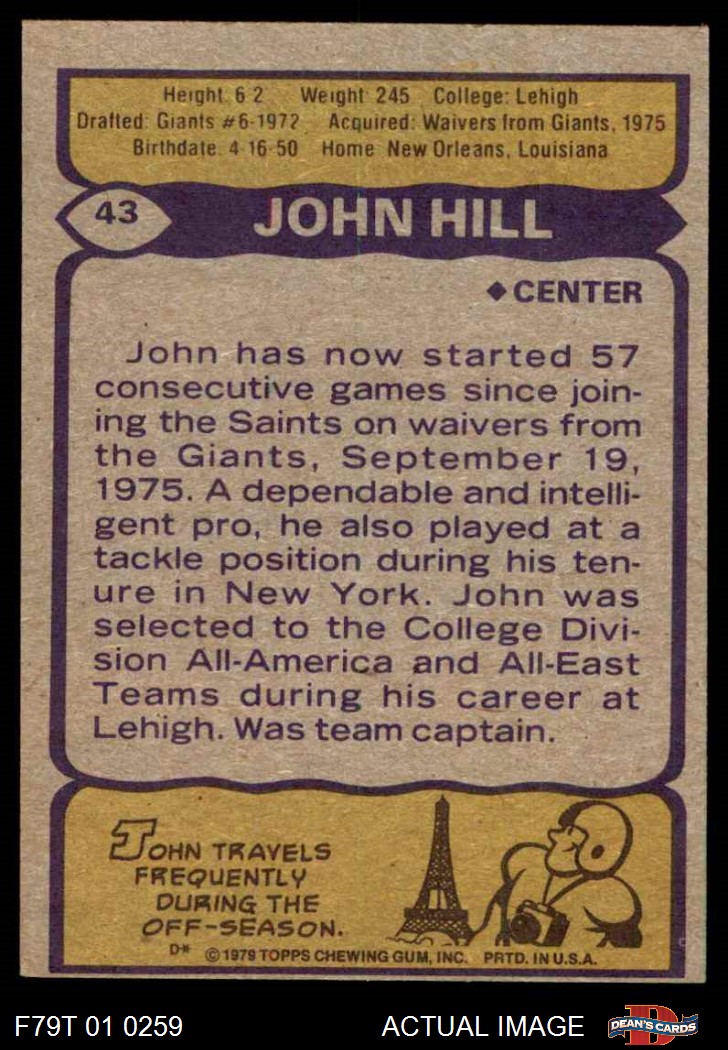 Height 6 2 Weight 245 College: Lehigh
Drafted: Giants #6-1972 Acquired: Waivers from Giants, 1975
Birthdate 4-16-50 Home New Orleans, Louisiana
43 JOHN HILL
◆ CENTER
John has now started 57
consecutive games since join-
ing the Saints on waivers from
the Giants, September 19,
1975. A dependable and intelli-
gent pro, he also played at a
tackle position during his ten-
ure in New York. John was
selected to the College Divi-
sion All-America and All-East
Teams during his career at
Lehigh. Was team captain.
JOHN TRAVELS
FREQUENTLY
DURING THE
OFF-SEASON.
D* © 1979 TOPPS CHEWING GUM, INC. PRTD. IN U.S.A.
F79T 01 0259 ACTUAL IMAGE D DEAN'S CARDS